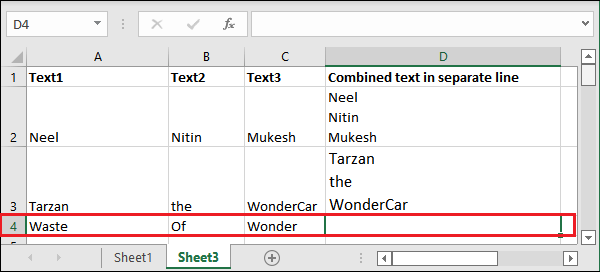 D4 fx
A B C D
1 Text1 Text2 Text3 Combined text in separate line
Neel
Nitin
2 Neel Nitin Mukesh Mukesh
Tarzan
the
3 Tarzan the WonderCar WonderCar
4 Waste Of Wonder
Sheet1 Sheet3